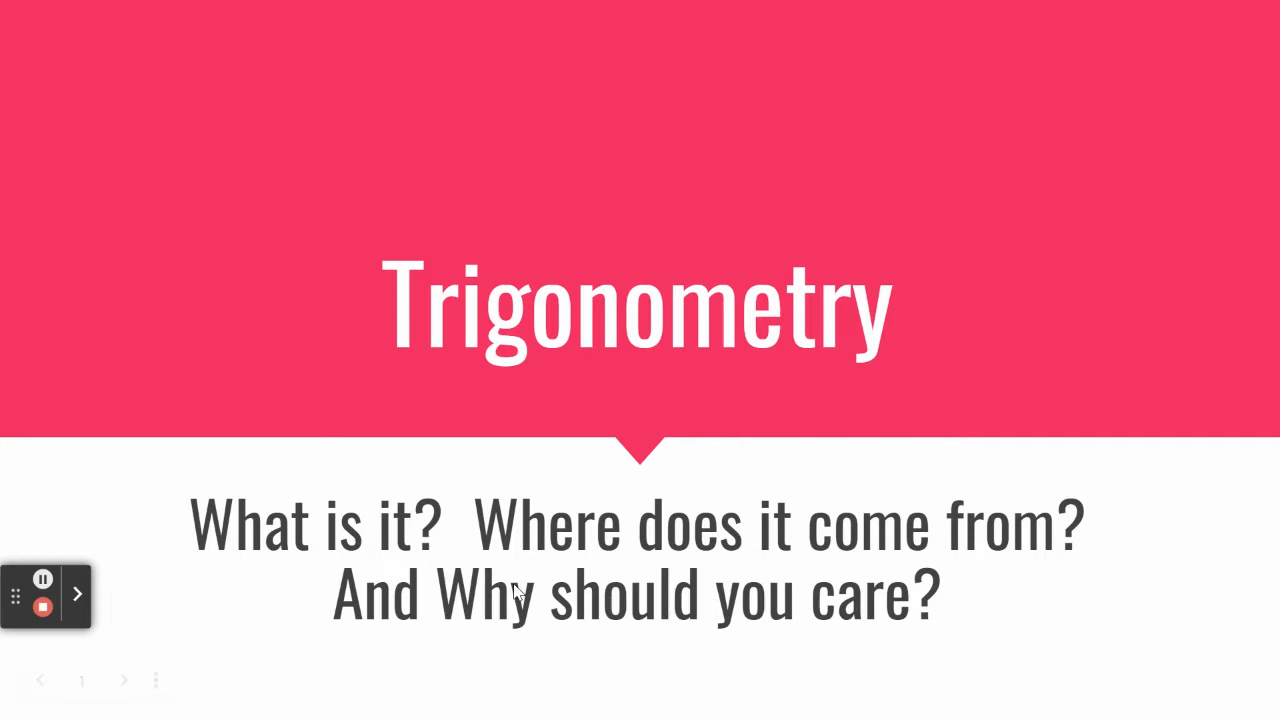 Trigonometry
What is it?  Where does it come from?
And Why should you care?
1